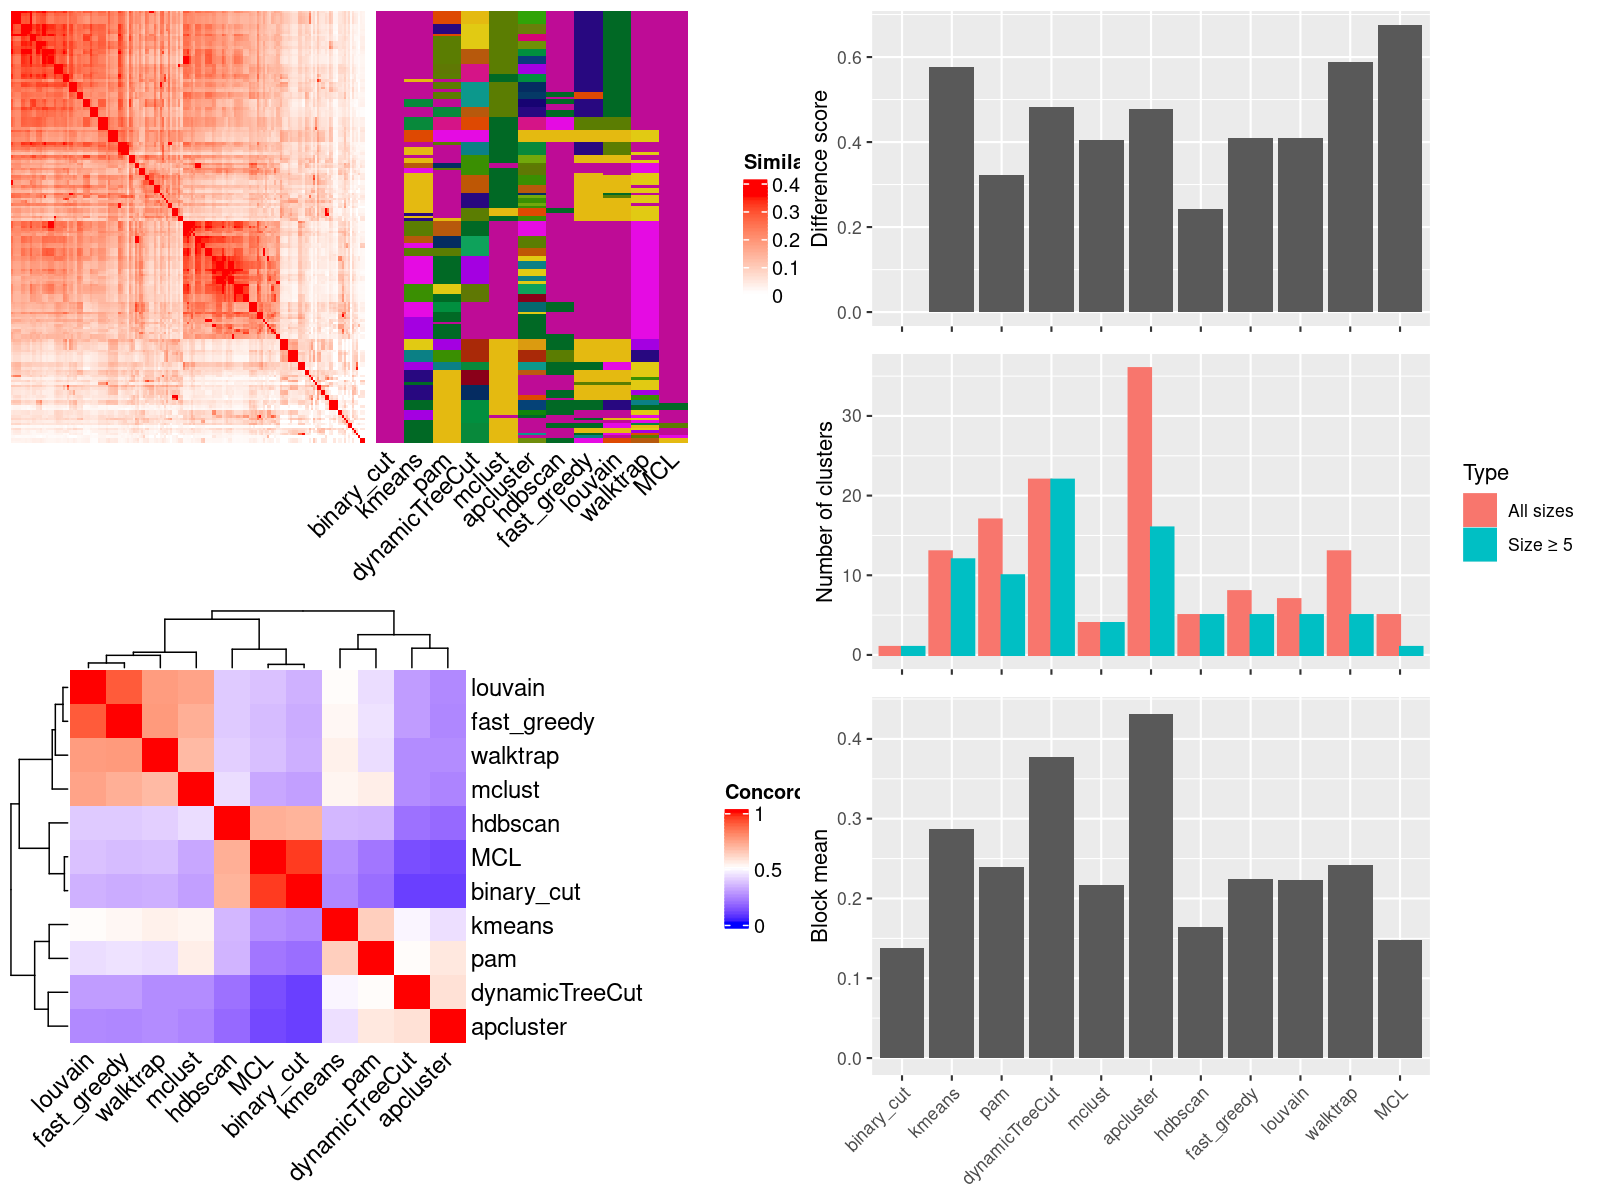 Simila
0.4
0.3
0.2
0.1
0
binary_cut
kmeans
pam
dynamicTreeCut
mclust
apcluster
hdbscan
fast_greedy
louvain
walktrap
MCL
Difference score
0.6
0.4
0.2
0.0
Number of clusters
30
20
10
0
Type
All sizes
Size ≥ 5
louvain
fast_greedy
walktrap
mclust
hdbscan
MCL
binary_cut
kmeans
pam
dynamicTreeCut
apcluster
louvain
fast_greedy
walktrap
mclust
hdbscan
MCL
binary_cut
kmeans
pam
dynamicTreeCut
apcluster
Concord
1
0.5
0
Block mean
0.4
0.3
0.2
0.1
0.0
binary_cut
kmeans
pam
dynamicTreeCut
mclust
apcluster
hdbscan
fast_greedy
louvain
walktrap
MCL